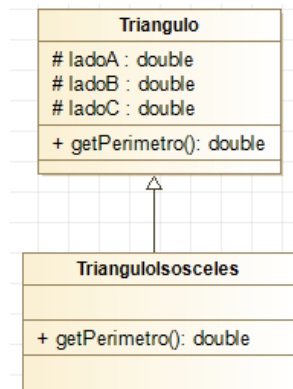 Triangulo
# ladoA : double
# ladoB : double
# ladoC : double
+ getPerimetro(): double
TrianguloIsosceles
+ getPerimetro(): double